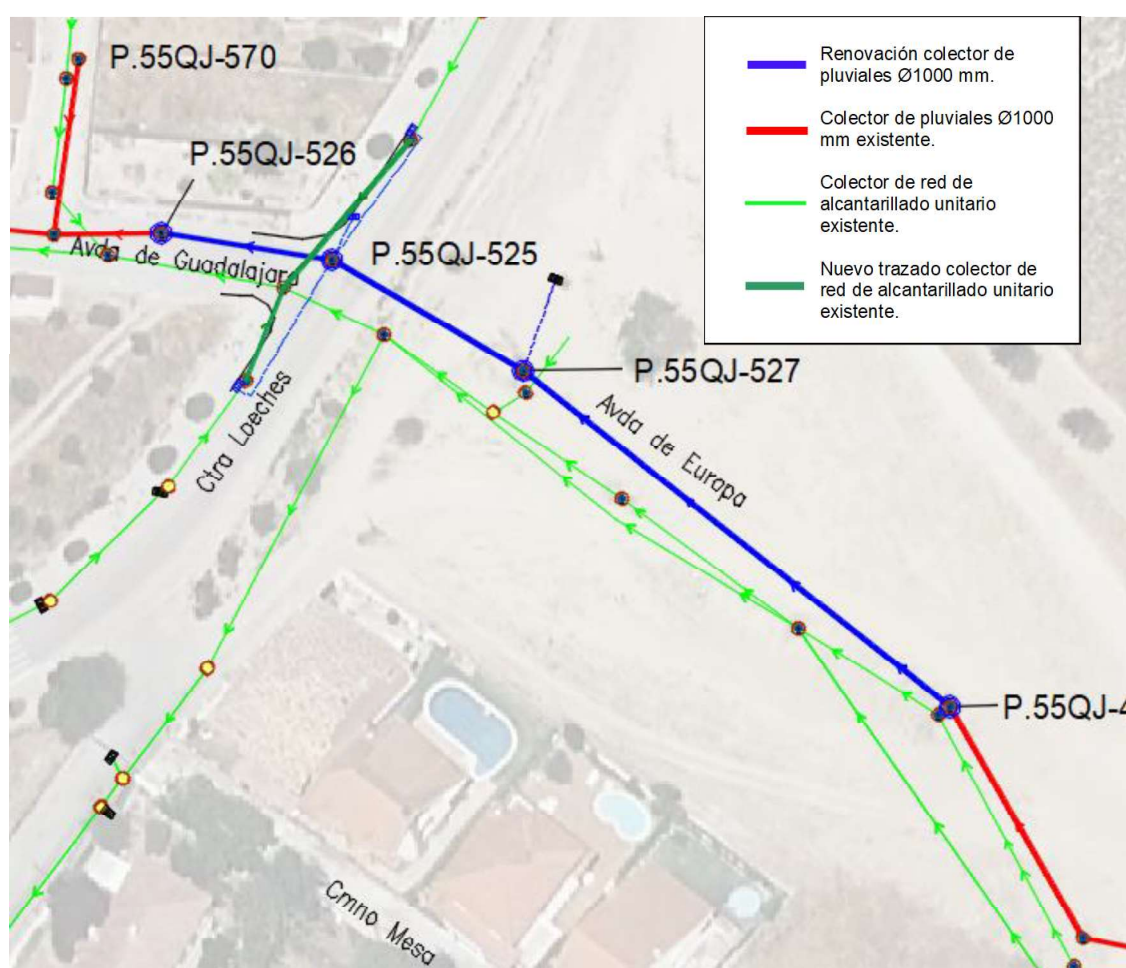 P.55QJ-570
Renovación colector de
pluviales Ø1000 mm.
Colector de pluviales Ø1000
mm existente.
Colector de red de
alcantarillado unitario
existente.
Nuevo trazado colector de
red de alcantarillado unitario
existente.
P.55QJ-526
Avda de Guadalajara
P.55QJ-525
P.55QJ-527
Ctra Loeches
Avda de Europa
P.55QJ-4
Cmno Mesa